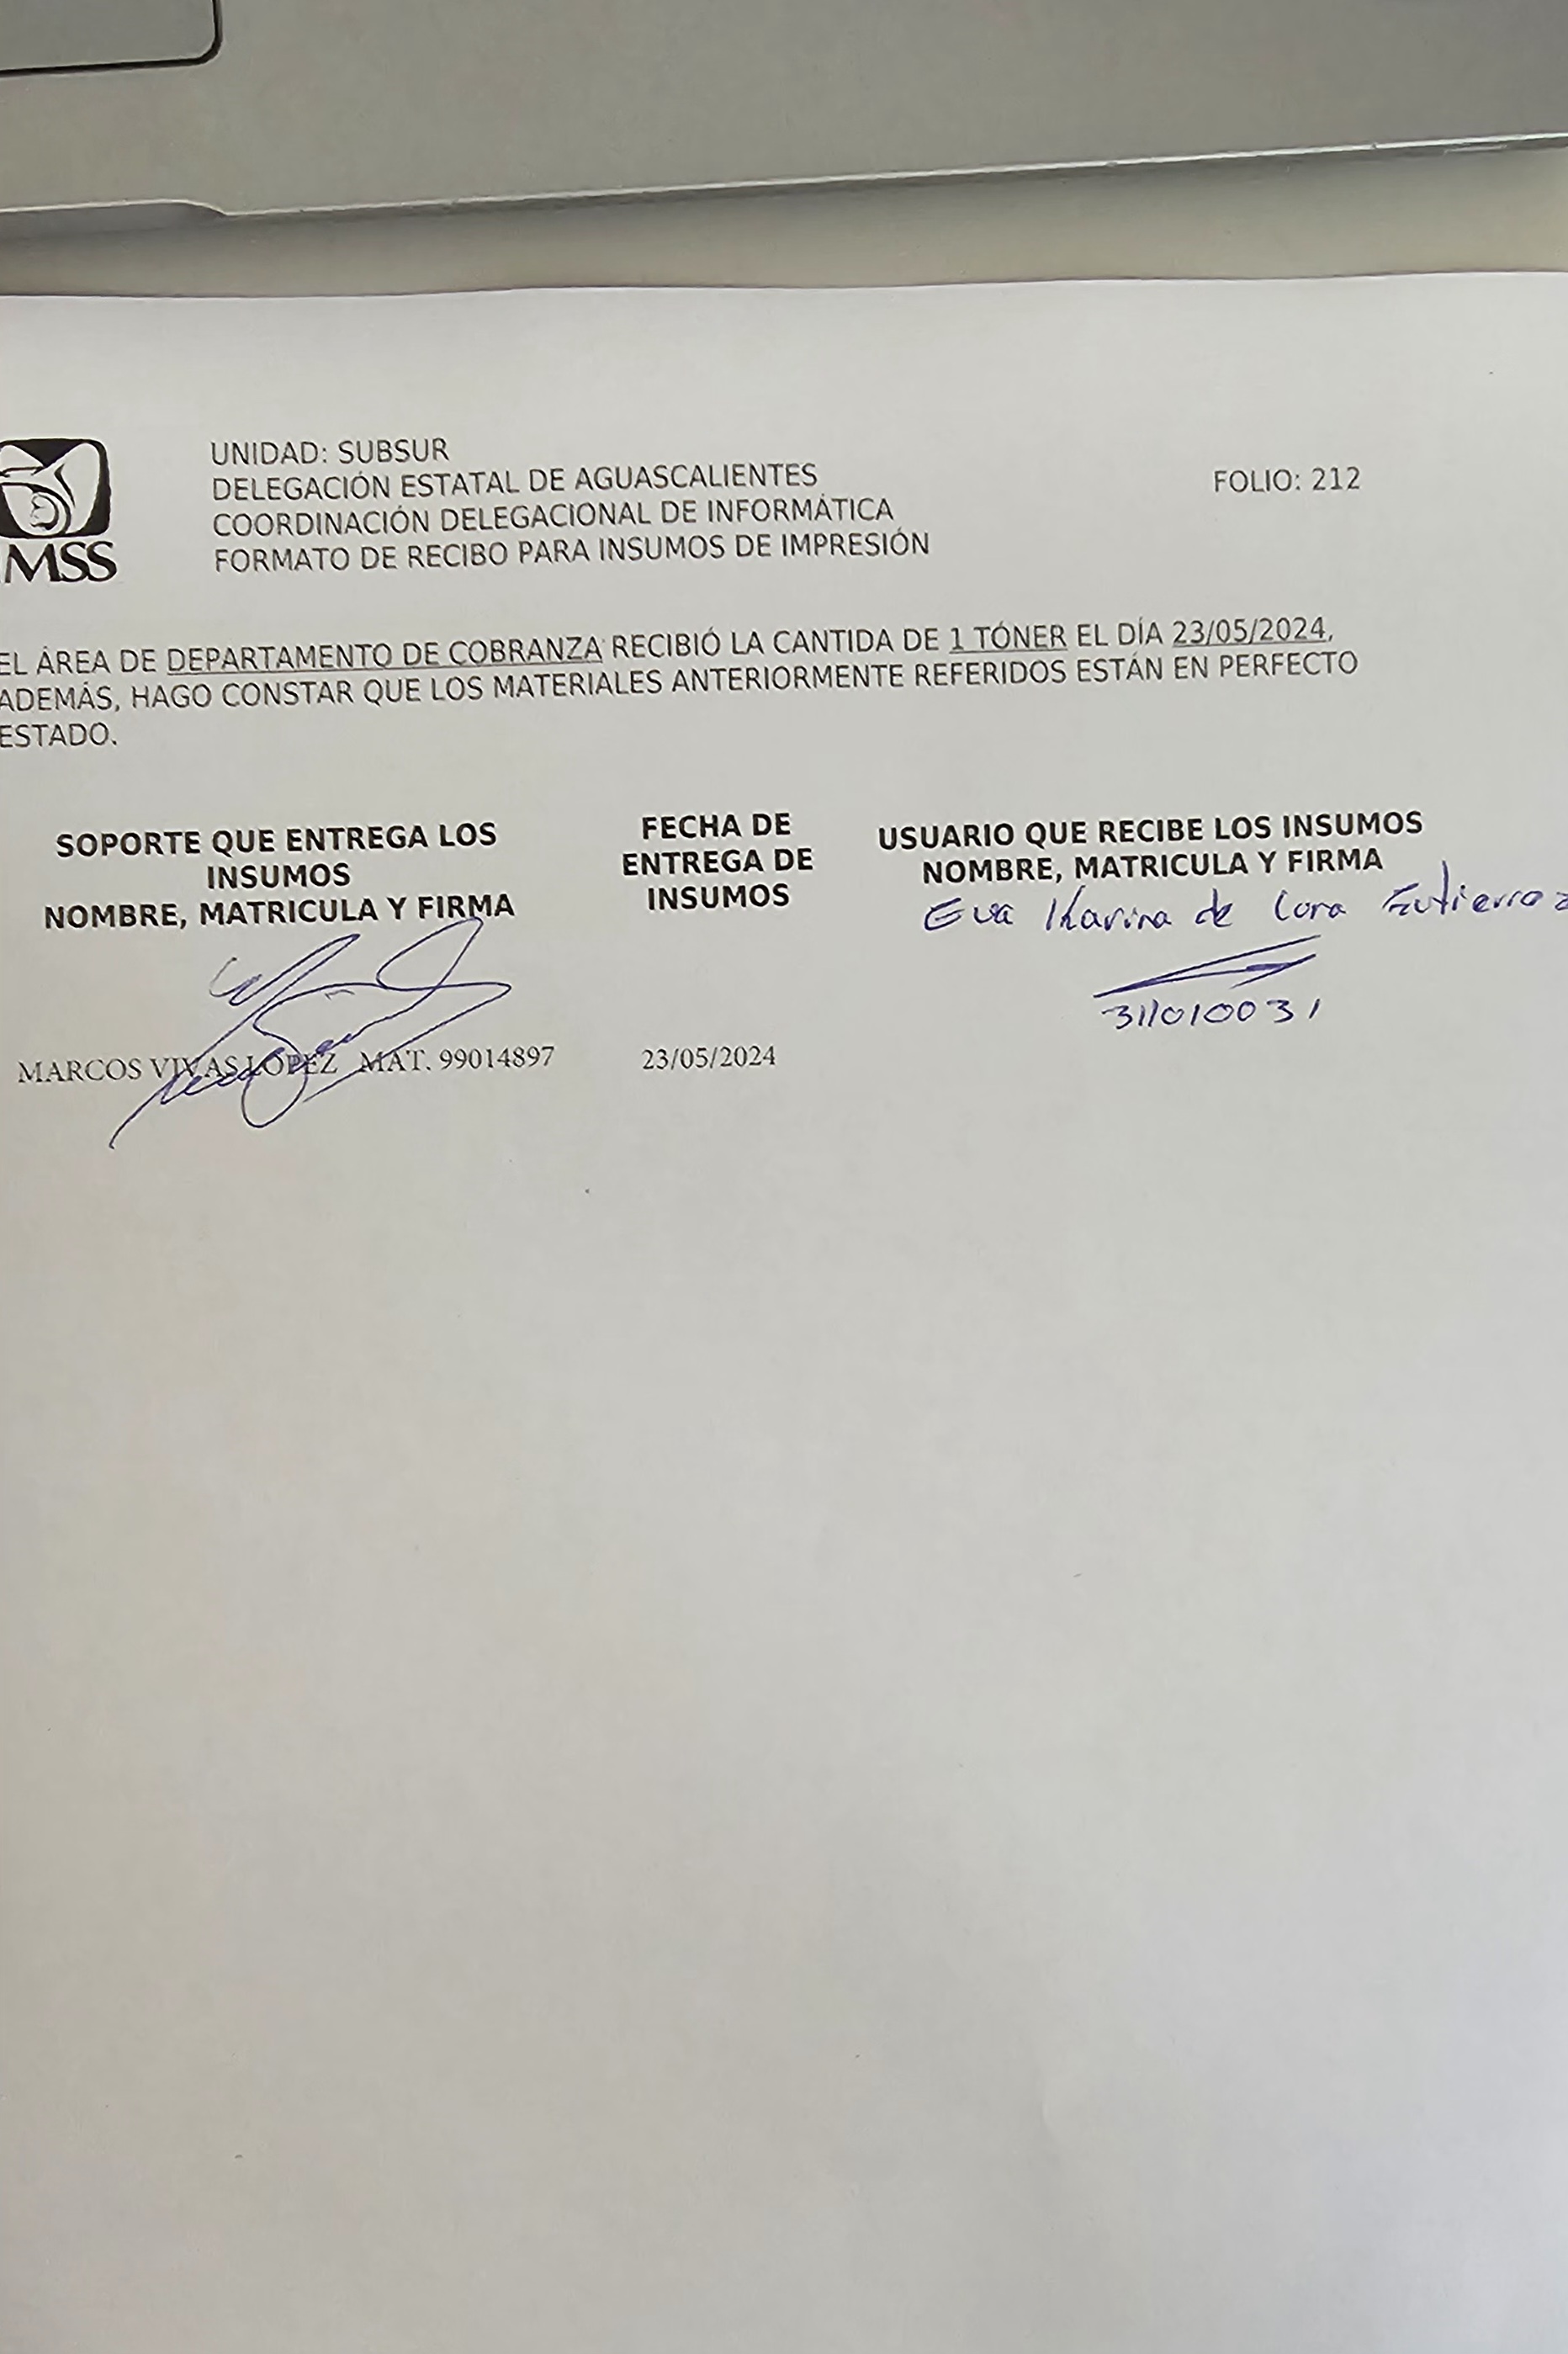 UNIDAD: SUBSUR
DELEGACIÓN ESTATAL DE AGUASCALIENTES
COORDINACIÓN DELEGACIONAL DE INFORMÁTICA
FORMATO DE RECIBO PARA INSUMOS DE IMPRESIÓN
FOLIO: 212
MSS
EL ÁREA DE DEPARTAMENTO DE COBRANZA RECIBIÓ LA CANTIDA DE 1 TÓNER EL DÍA 23/05/2024,
ADEMÁS, HAGO CONSTAR QUE LOS MATERIALES ANTERIORMENTE REFERIDOS ESTÁN EN PERFECTO
ESTADO.
SOPORTE QUE ENTREGA LOS
INSUMOS
NOMBRE, MATRICULA Y FIRMA
MARCOS VIVAS LOPEZ MAT. 99014897
FECHA DE
ENTREGA DE
INSUMOS
23/05/2024
USUARIO QUE RECIBE LOS INSUMOS
NOMBRE, MATRICULA Y FIRMA
Eva Karina de Lara Gutierrez
311010031